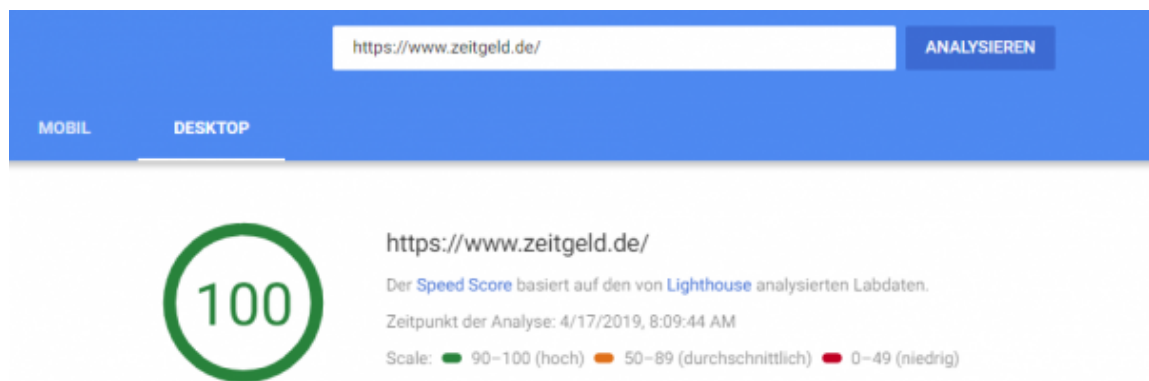 https://www.zeitgeld.de/ ANALYSIEREN
MOBIL DESKTOP
100
https://www.zeitgeld.de/
Der Speed Score basiert auf den von Lighthouse analysierten Labdaten.
Zeitpunkt der Analyse: 4/17/2019, 8:09:44 AM
Scale: 90–100 (hoch) 50–89 (durchschnittlich) 0–49 (niedrig)